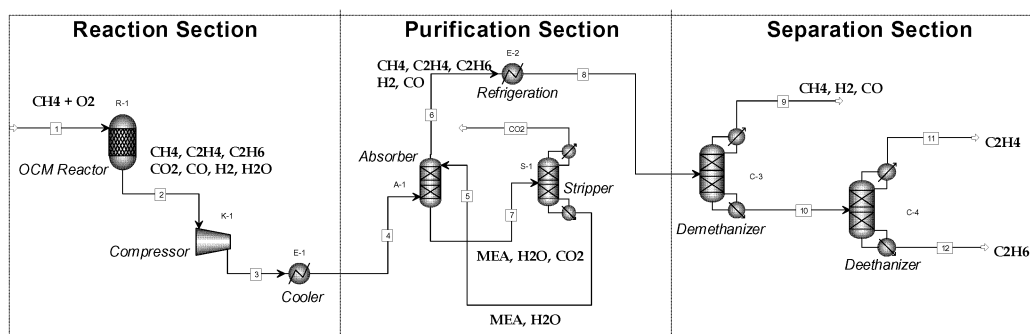 Reaction Section
Purification Section
Separation Section
CH4 + O2
1
R-1
OCM Reactor
CH4, C2H4, C2H6
CO2, CO, H2, H2O
2
K-1
Compressor
3
E-1
Cooler
CH4, C2H4, C2H6
H2, CO
E-2
Refrigeration
8
6
CO2
Absorber
A-1
4
5
7
S-1
Stripper
MEA, H2O, CO2
MEA, H2O
CH4, H2, CO
9
C-3
Demethanizer
10
11
C2H4
C-4
Deethanizer
12
C2H6